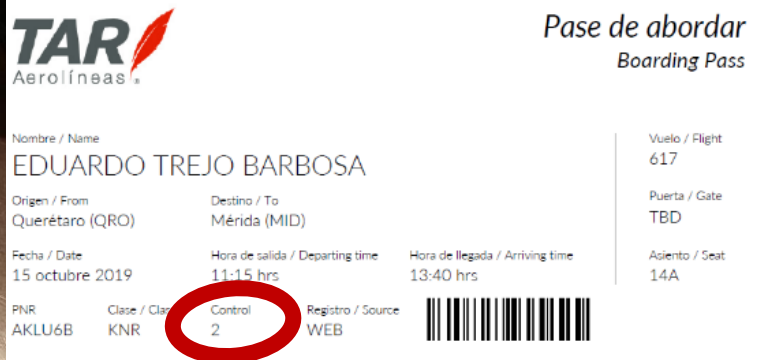 TAR
Aerolíneas
Pase de abordar
Boarding Pass
Nombre / Name
EDUARDO TREJO BARBOSA
Vuelo / Flight
617
Origen / From
Querétaro (QRO)
Destino / To
Mérida (MID)
Puerta / Gate
TBD
Fecha / Date
15 octubre 2019
Hora de salida / Departing time
11:15 hrs
Hora de llegada / Arriving time
13:40 hrs
Asiento / Seat
14A
PNR
AKLU6B
Clase / Cla
KNR
Control
2
Registro / Source
WEB